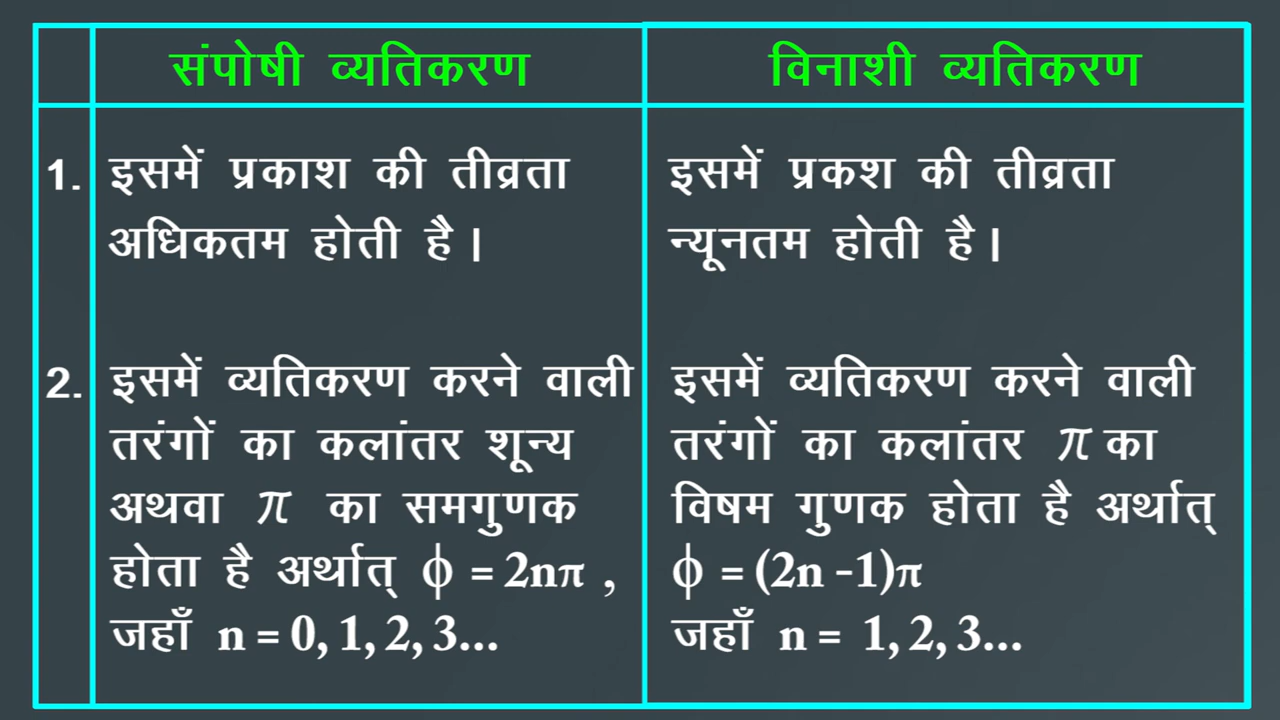 संपोषी व्यतिकरण
विनाशी व्यतिकरण
1.
इसमें प्रकाश की तीव्रता
अधिकतम होती है।
इसमें प्रकश की तीव्रता
न्यूनतम होती है।
2.
इसमें व्यतिकरण करने वाली
तरंगों का कलांतर शून्य
अथवा π का समगुणक
होता है अर्थात् ϕ = 2nπ ,
जहाँ n = 0, 1, 2, 3...
इसमें व्यतिकरण करने वाली
तरंगों का कलांतर π का
विषम गुणक होता है अर्थात्
ϕ = (2n -1)π
जहाँ n = 1, 2, 3...